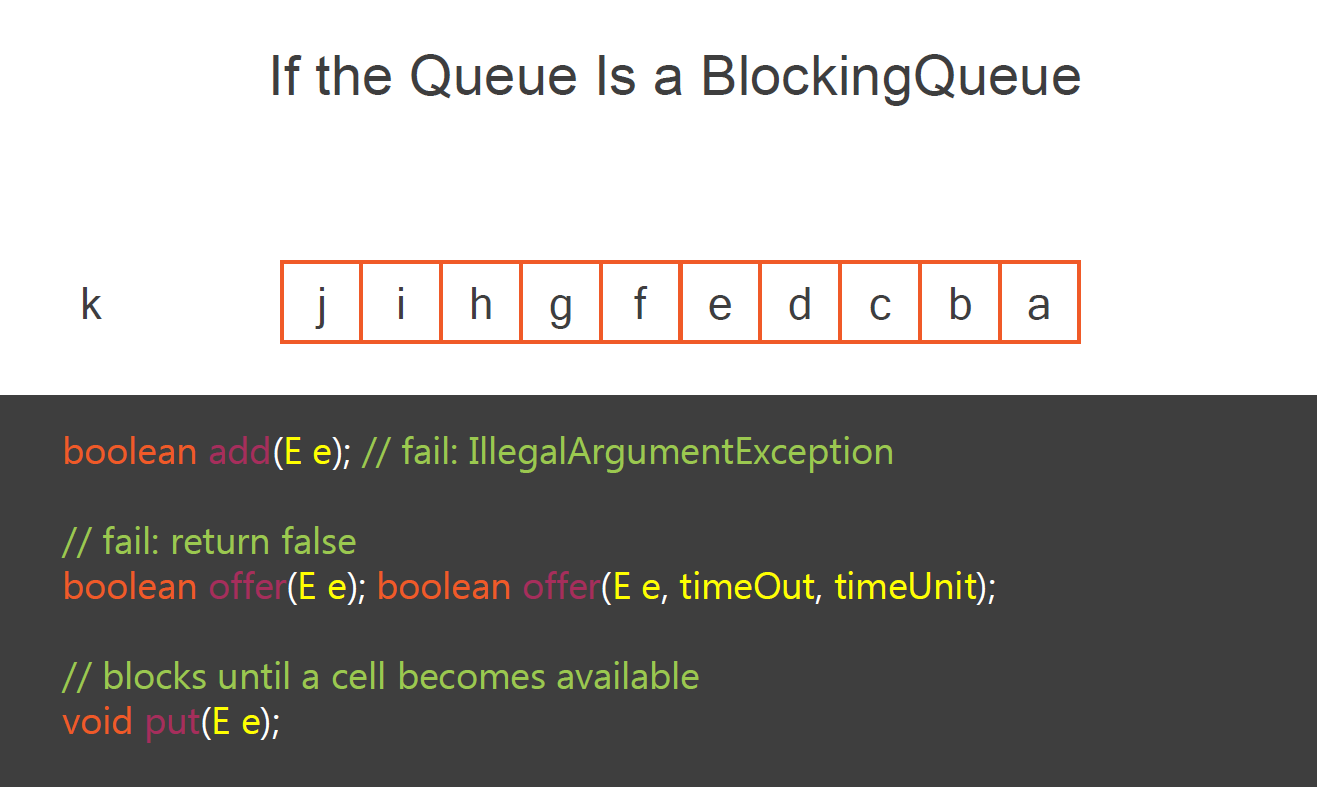 If the Queue Is a BlockingQueue
k j i h g f e d c b a
boolean add(E e); // fail: IllegalArgumentException
// fail: return false
boolean offer(E e); boolean offer(E e, timeOut, timeUnit);
// blocks until a cell becomes available
void put(E e);